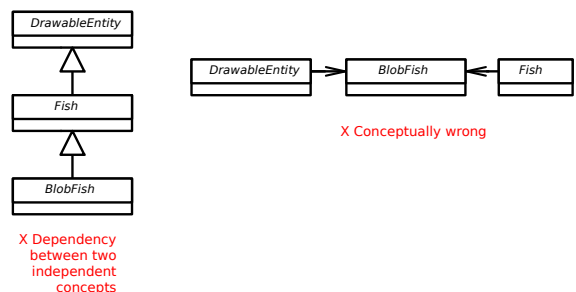 DrawableEntity
Fish
BlobFish
X Dependency
between two
independent
concepts
DrawableEntity
BlobFish
Fish
X Conceptually wrong